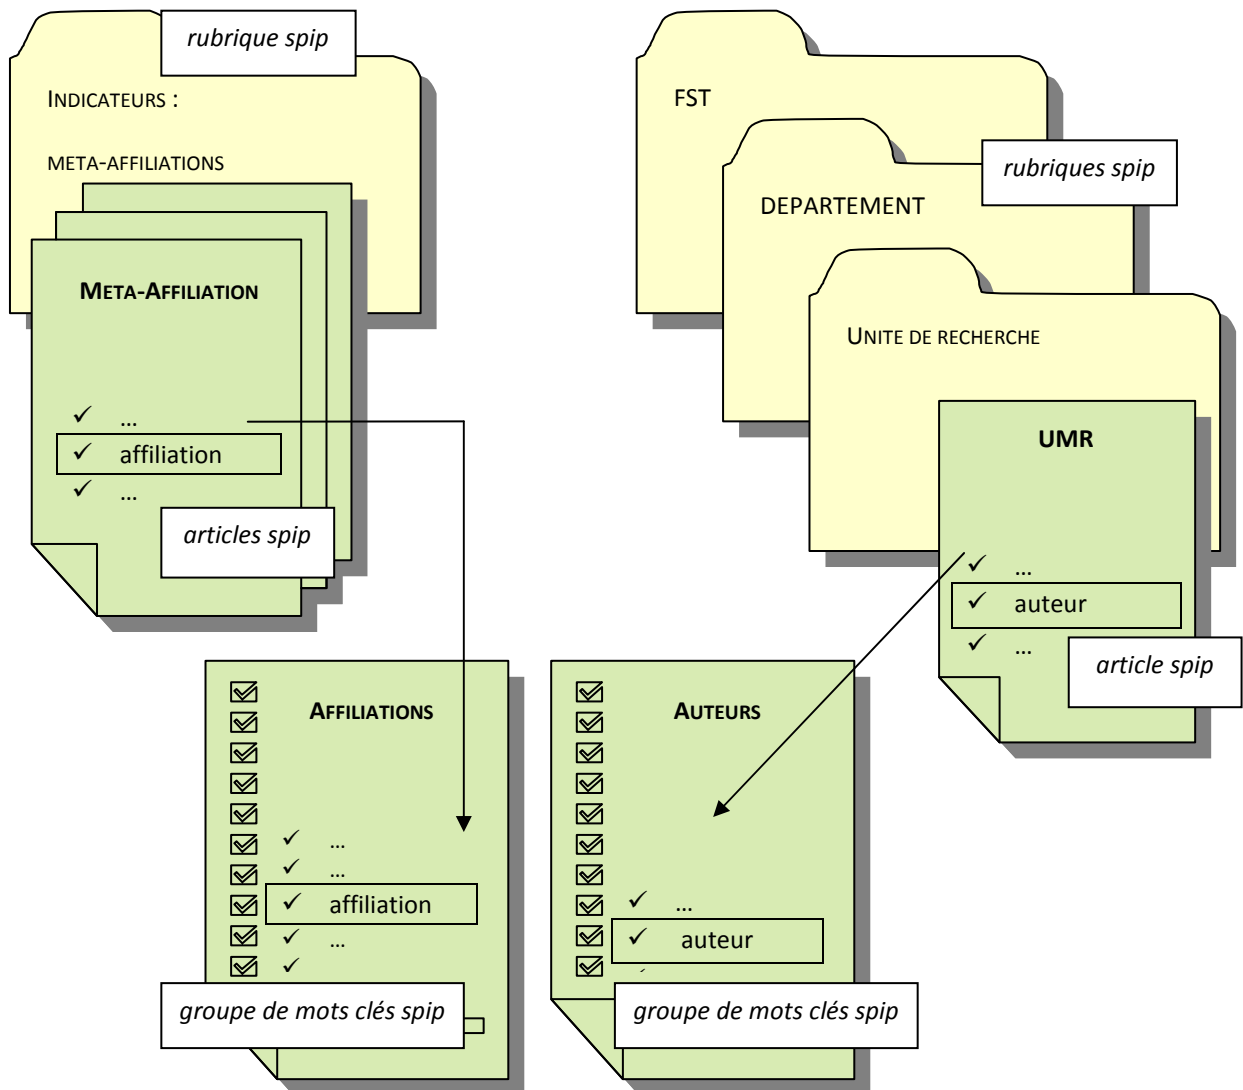 rubrique spip
INDICATEURS :
META-AFFILIATIONS
META-AFFILIATION
...
affiliation
...
articles spip
FST
rubriques spip
DEPARTEMENT
UNITE DE RECHERCHE
UMR
...
auteur
...
article spip
AFFILIATIONS
...
...
affiliation
...
groupe de mots clés spip
AUTEURS
...
auteur
groupe de mots clés spip